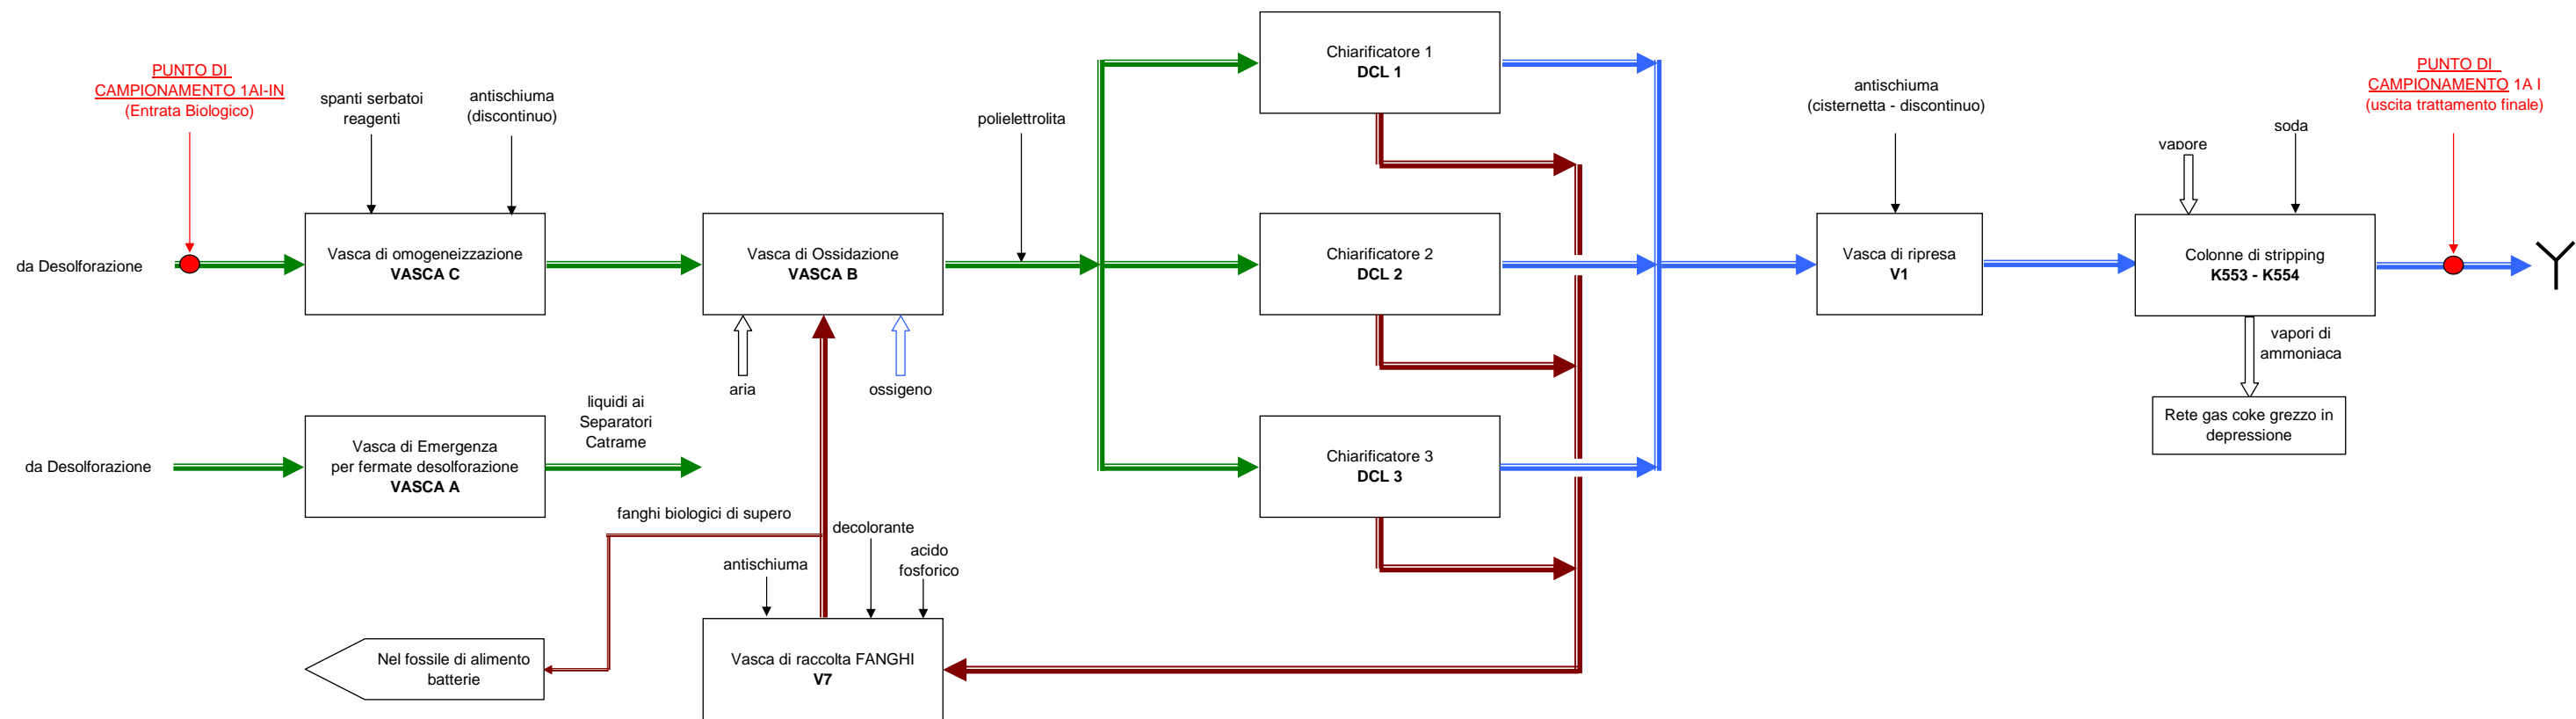 PUNTO DI
CAMPIONAMENTO 1AI-IN
(Entrata Biologico)
spanti serbatoi
reagenti
antischiuma
(discontinuo)
da Desolforazione
Vasca di omogeneizzazione
VASCA C
Vasca di Ossidazione
VASCA B
aria
ossigeno
polielettrolita
Chiarificatore 1
DCL 1
Chiarificatore 2
DCL 2
Chiarificatore 3
DCL 3
antischiuma
(cisternetta - discontinuo)
Vasca di ripresa
V1
vapore
soda
Colonne di stripping
K553 - K554
vapori di
ammoniaca
Rete gas coke grezzo in
depressione
PUNTO DI
CAMPIONAMENTO 1A I
(uscita trattamento finale)
da Desolforazione
Vasca di Emergenza
per fermate desolforazione
VASCA A
liquidi ai
Separatori
Catrame
fanghi biologici di supero
antischiuma
decolorante
acido
fosforico
Nel fossile di alimento
batterie
Vasca di raccolta FANGHI
V7